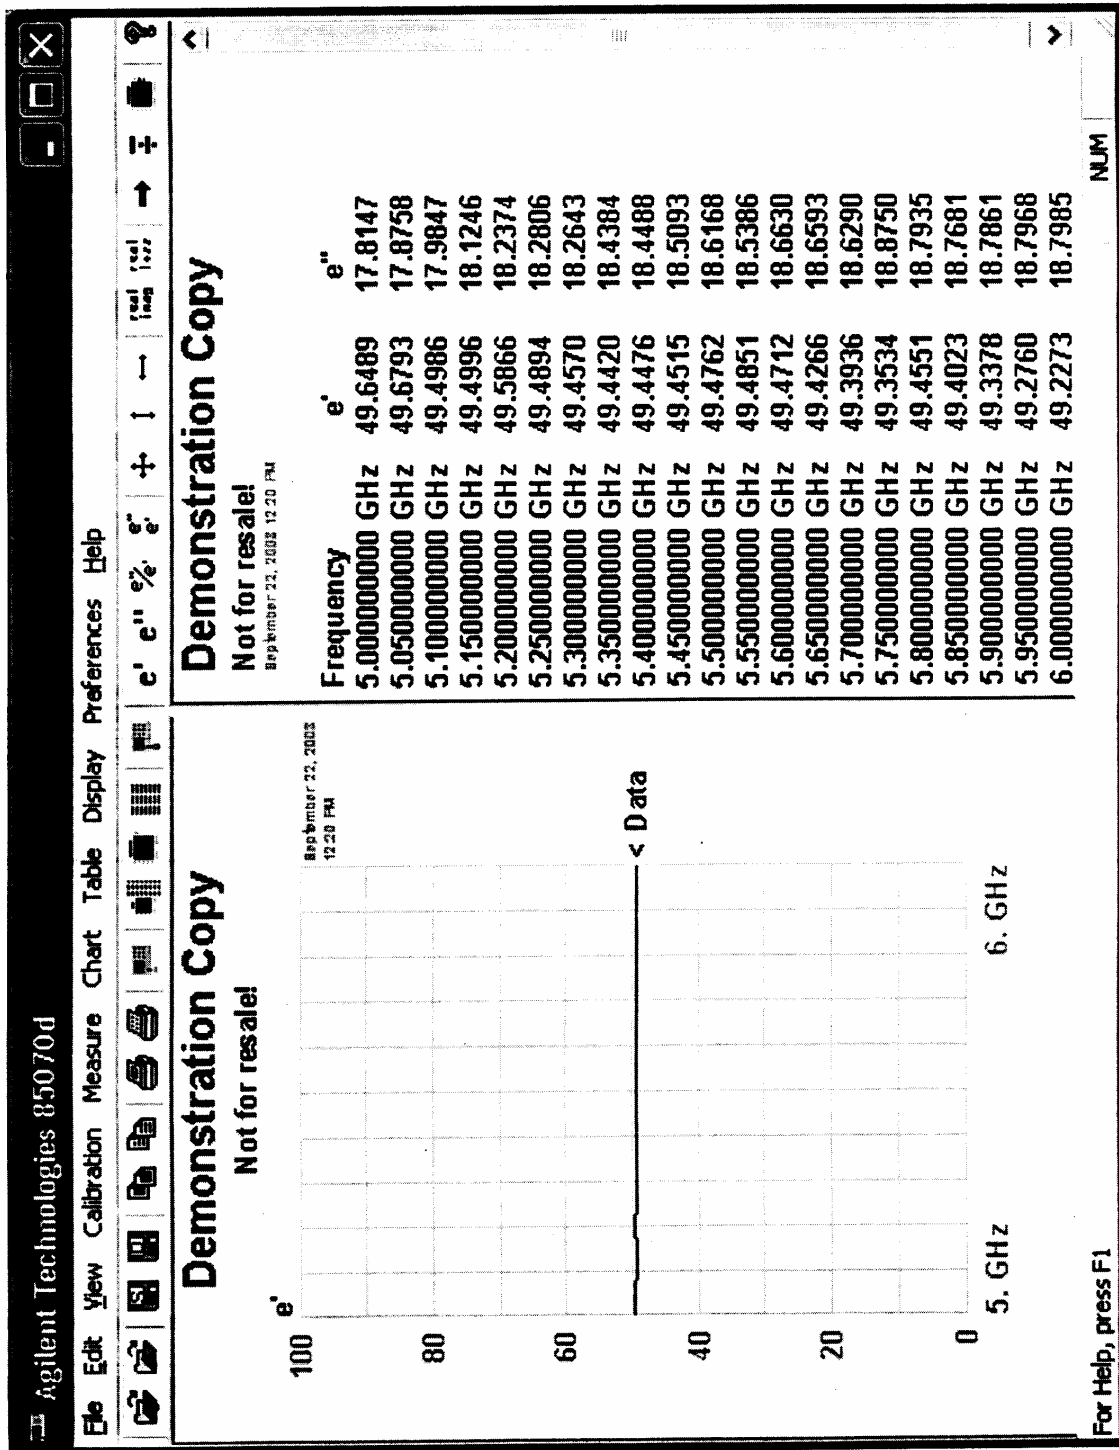 Agilent Technologies 85070d
File Edit View Calibration Measure Chart Table Display Preferences Help
e' e'' e''/e'
real imag
Demonstration Copy
Not for resale!
September 22, 2008
12:20 PM
e'
100
80
60
40
20
0
< Data
5. GHz 6. GHz
Demonstration Copy
Not for resale!
September 22, 2008 12:20 PM
Frequency e' e''
5.000000000 GHz 49.6489 17.8147
5.050000000 GHz 49.6793 17.8758
5.100000000 GHz 49.4986 17.9847
5.150000000 GHz 49.4996 18.1246
5.200000000 GHz 49.5866 18.2374
5.250000000 GHz 49.4894 18.2806
5.300000000 GHz 49.4570 18.2643
5.350000000 GHz 49.4420 18.4384
5.400000000 GHz 49.4476 18.4488
5.450000000 GHz 49.4515 18.5093
5.500000000 GHz 49.4762 18.6168
5.550000000 GHz 49.4851 18.5386
5.600000000 GHz 49.4712 18.6630
5.650000000 GHz 49.4266 18.6593
5.700000000 GHz 49.3936 18.6290
5.750000000 GHz 49.3534 18.8750
5.800000000 GHz 49.4551 18.7935
5.850000000 GHz 49.4023 18.7681
5.900000000 GHz 49.3378 18.7861
5.950000000 GHz 49.2760 18.7968
6.000000000 GHz 49.2273 18.7985
For Help, press F1
NUM